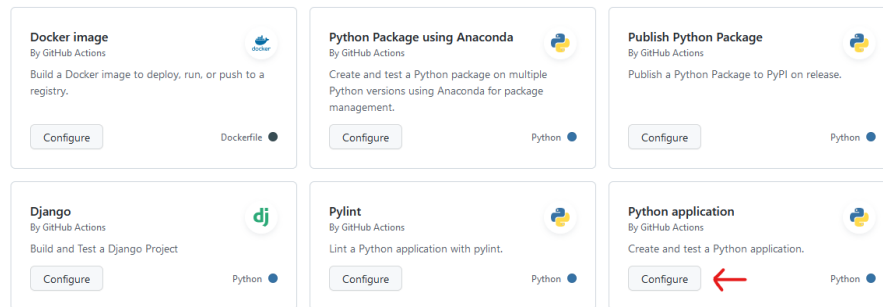 Docker image
By GitHub Actions
docker
Build a Docker image to deploy, run, or push to a
registry.
Configure
Dockerfile
Python Package using Anaconda
By GitHub Actions
Create and test a Python package on multiple
Python versions using Anaconda for package
management.
Configure
Python
Publish Python Package
By GitHub Actions
Publish a Python Package to PyPI on release.
Configure
Python
Django
By GitHub Actions
dj
Build and Test a Django Project
Configure
Python
Pylint
By GitHub Actions
Lint a Python application with pylint.
Configure
Python
Python application
By GitHub Actions
Create and test a Python application.
Configure
Python